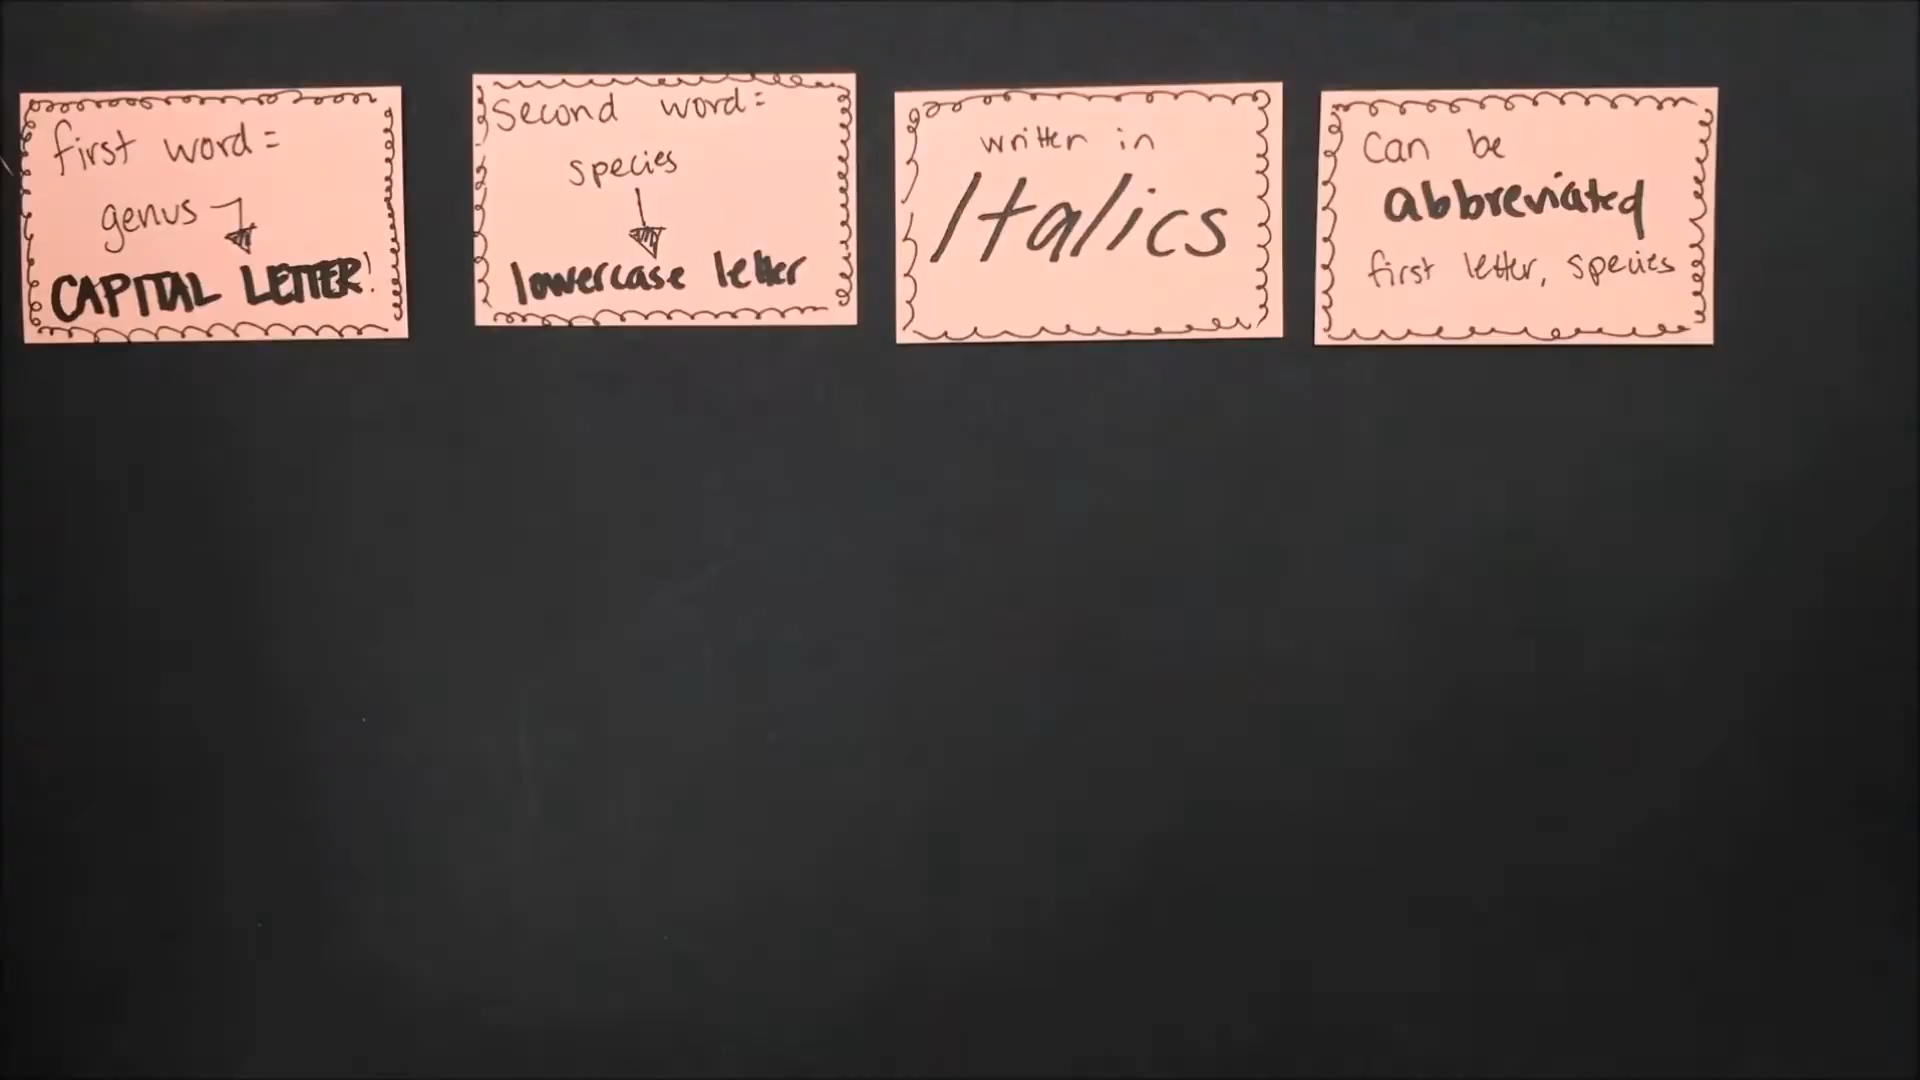 first word =
genus
CAPITAL LETTER!
second word =
species
lowercase letter
written in
Italics
Can be
abbreviated
first letter, species